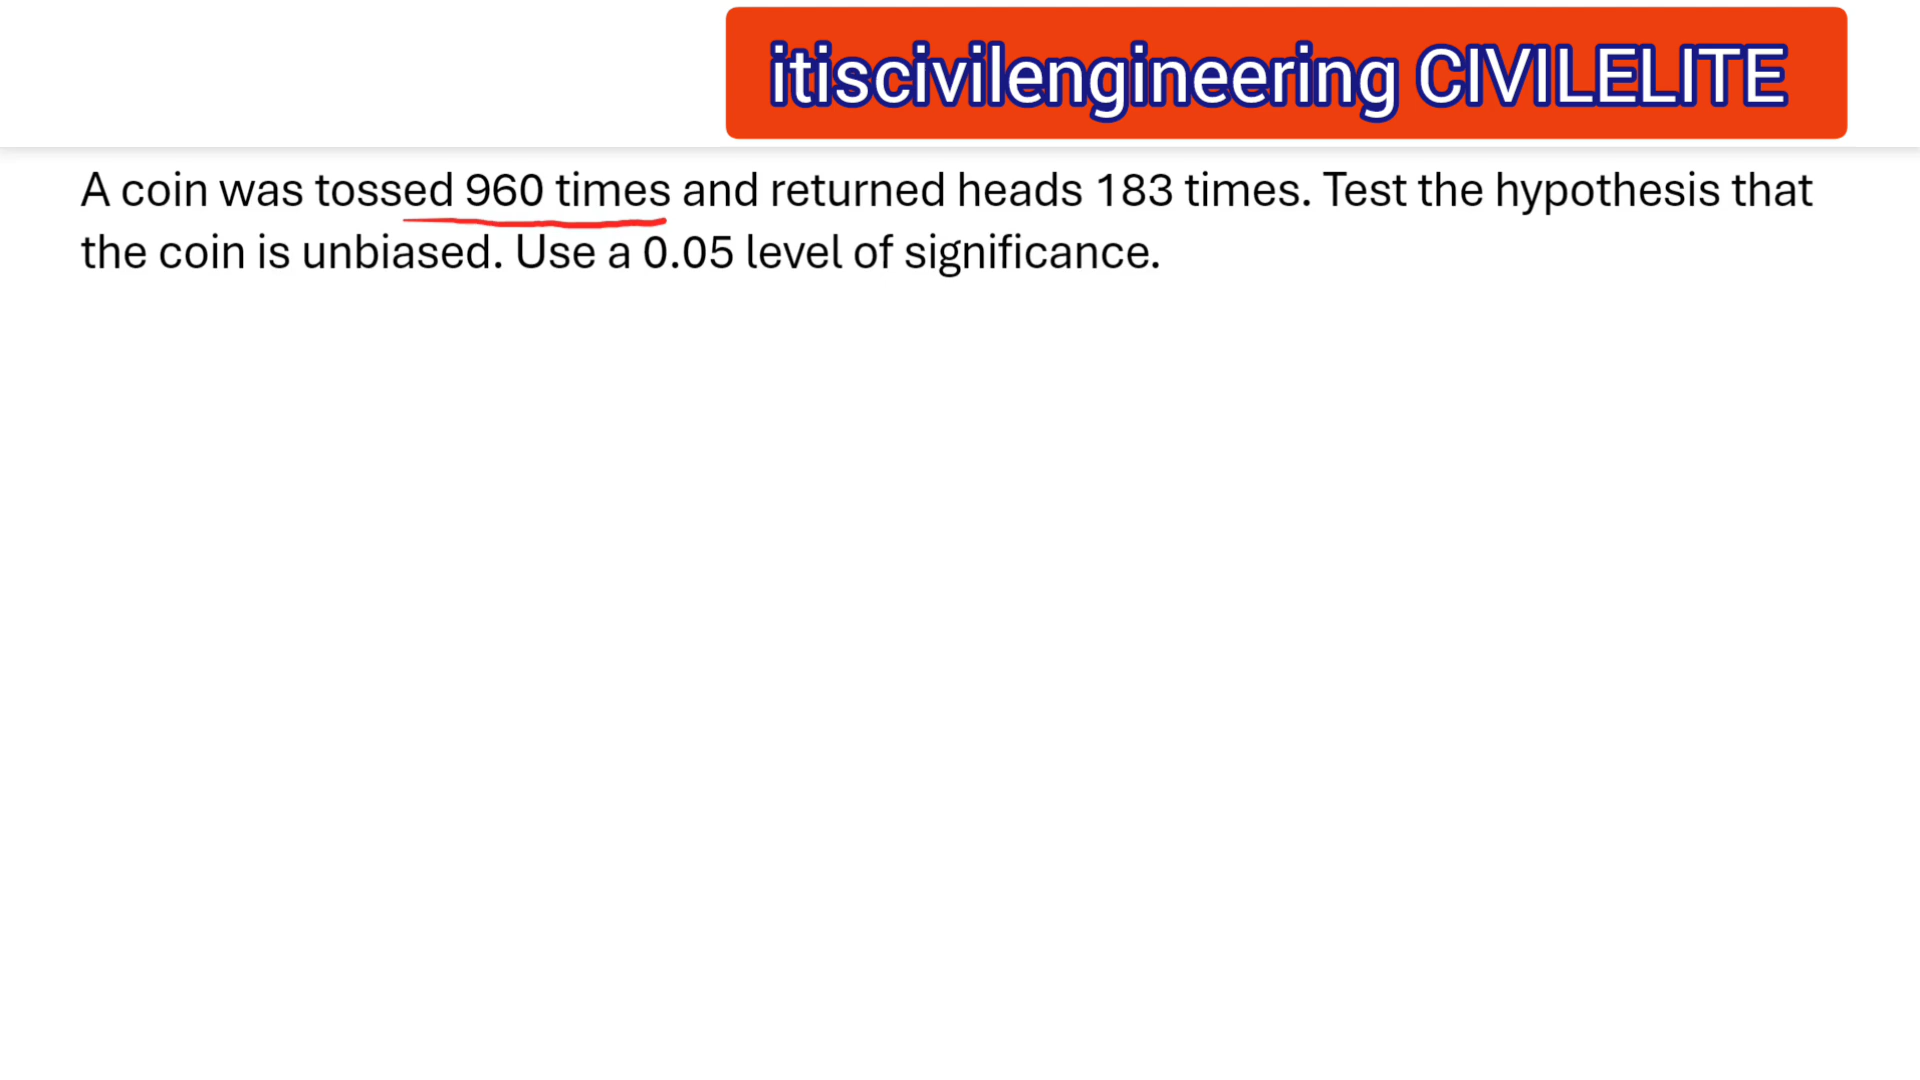 itiscivilengineering CIVILELITE
A coin was tossed 960 times and returned heads 183 times. Test the hypothesis that
the coin is unbiased. Use a 0.05 level of significance.